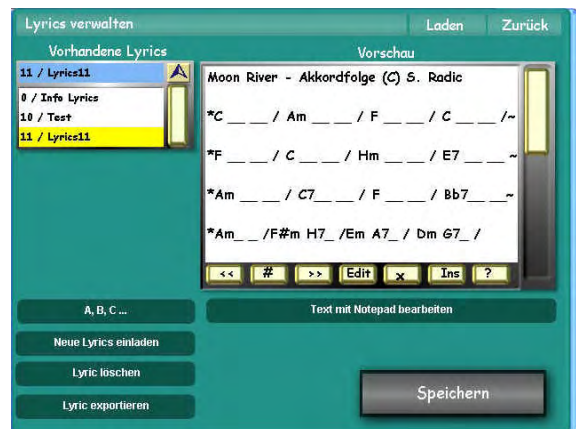 Lyrics verwalten
Laden
Zurück
Vorhandene Lyrics
11 / Lyrics11
0 / Info Lyrics
10 / Test
11 / Lyrics11
Vorschau
Moon River - Akkordfolge (C) S. Radic
*C __ __ / Am __ __ / F __ __ / C __ __ /~
*F __ __ / C __ __ / Hm __ __ / E7 __ __ ~
*Am __ __ / C7__ __ / F __ __ / Bb7__ __~
*Am_ _ /F#m H7_ /Em A7_ / Dm G7_ /
<< # >> Edit x Ins ?
A, B, C ...
Neue Lyrics einladen
Lyric löschen
Lyric exportieren
Text mit Notepad bearbeiten
Speichern